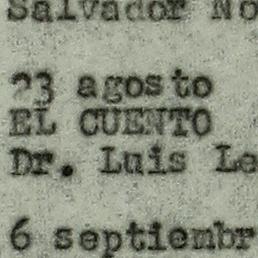 Salvador No
23 agosto
EL CUENTO
Dr. Luis Le
6 septiembr